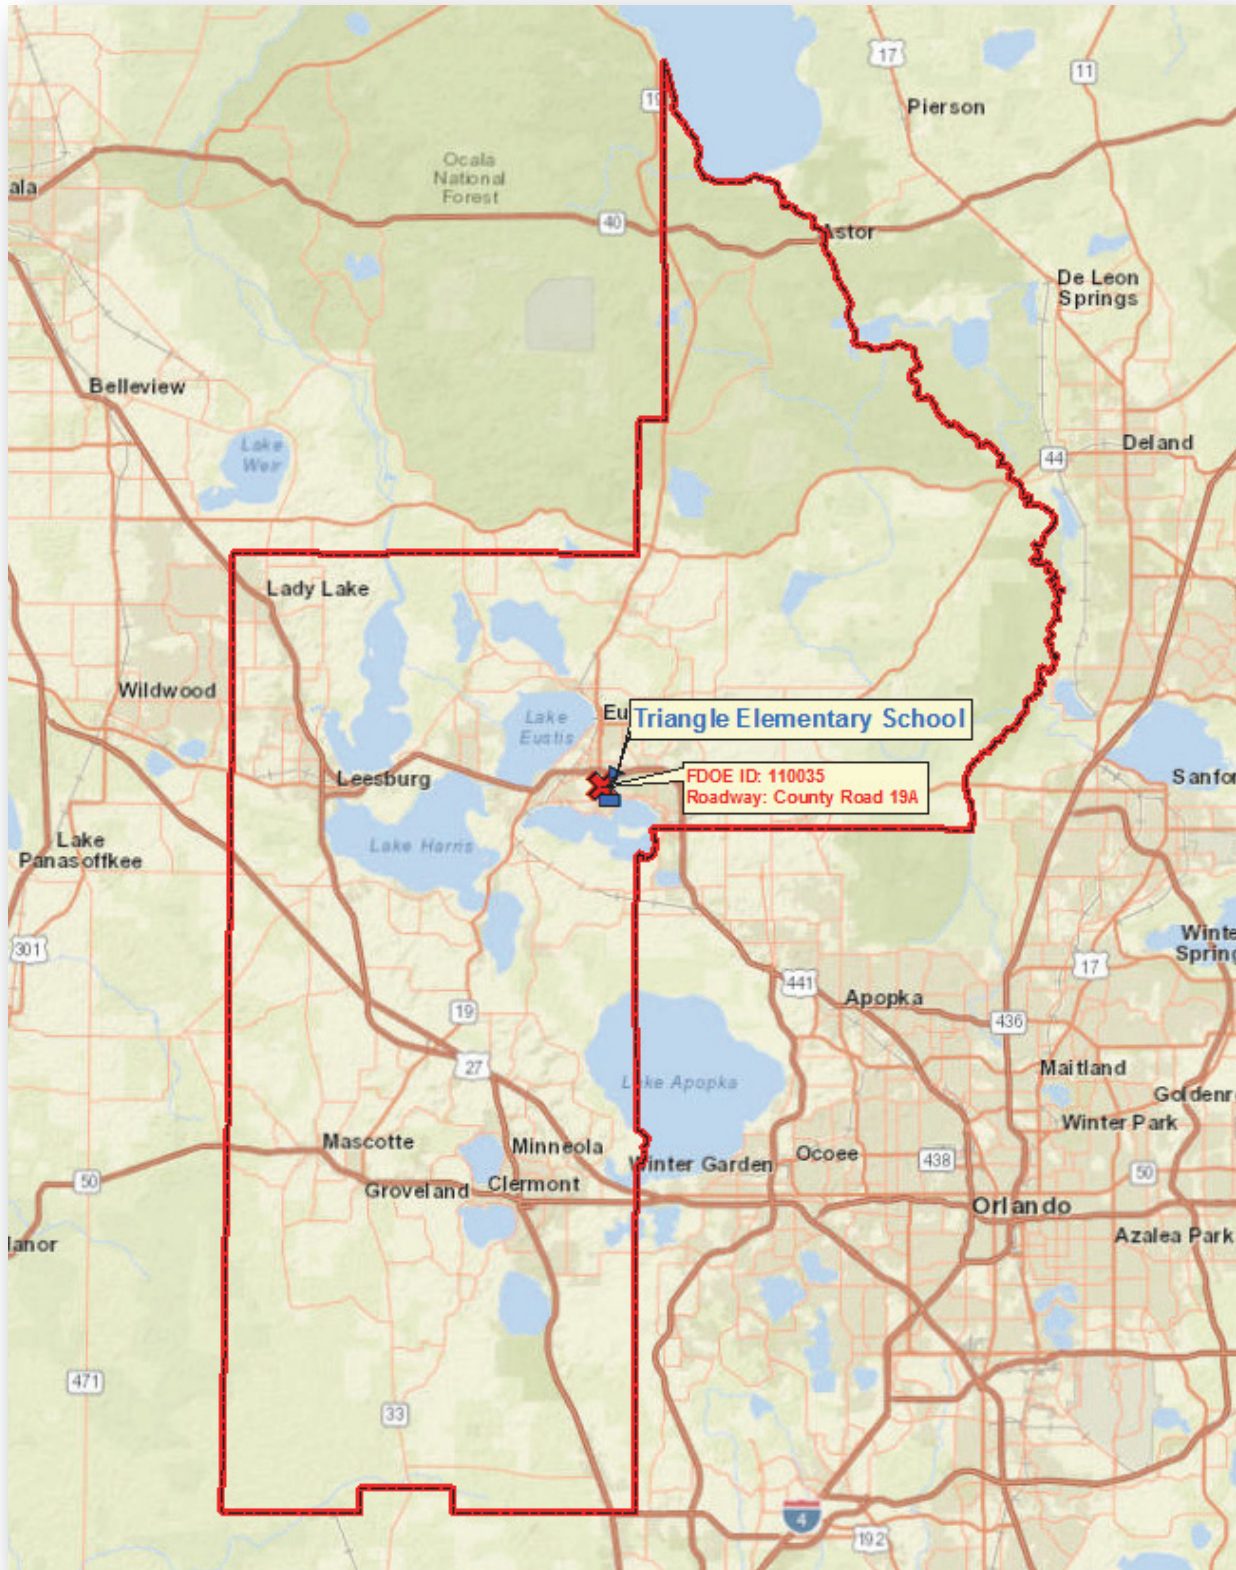 17
11
19
Pierson
Ocala
National
Forest
ala
40
Astor
De Leon
Springs
Belleview
Lake
Weir
Deland
44
Lady Lake
Wildwood
Lake
Eustis
Eu
Triangle Elementary School
Leesburg
FDOE ID: 110035
Roadway: County Road 19A
Sanfor
Lake
Panasoffkee
Lake Harris
301
Winte
Spring
17
441
Apopka
19
436
27
Lake Apopka
Maitland
Goldenr
Winter Park
Mascotte
Minneola
Winter Garden
Ocoee
438
50
50
Groveland
Clermont
Orlando
lanor
Azalea Park
471
33
4
192